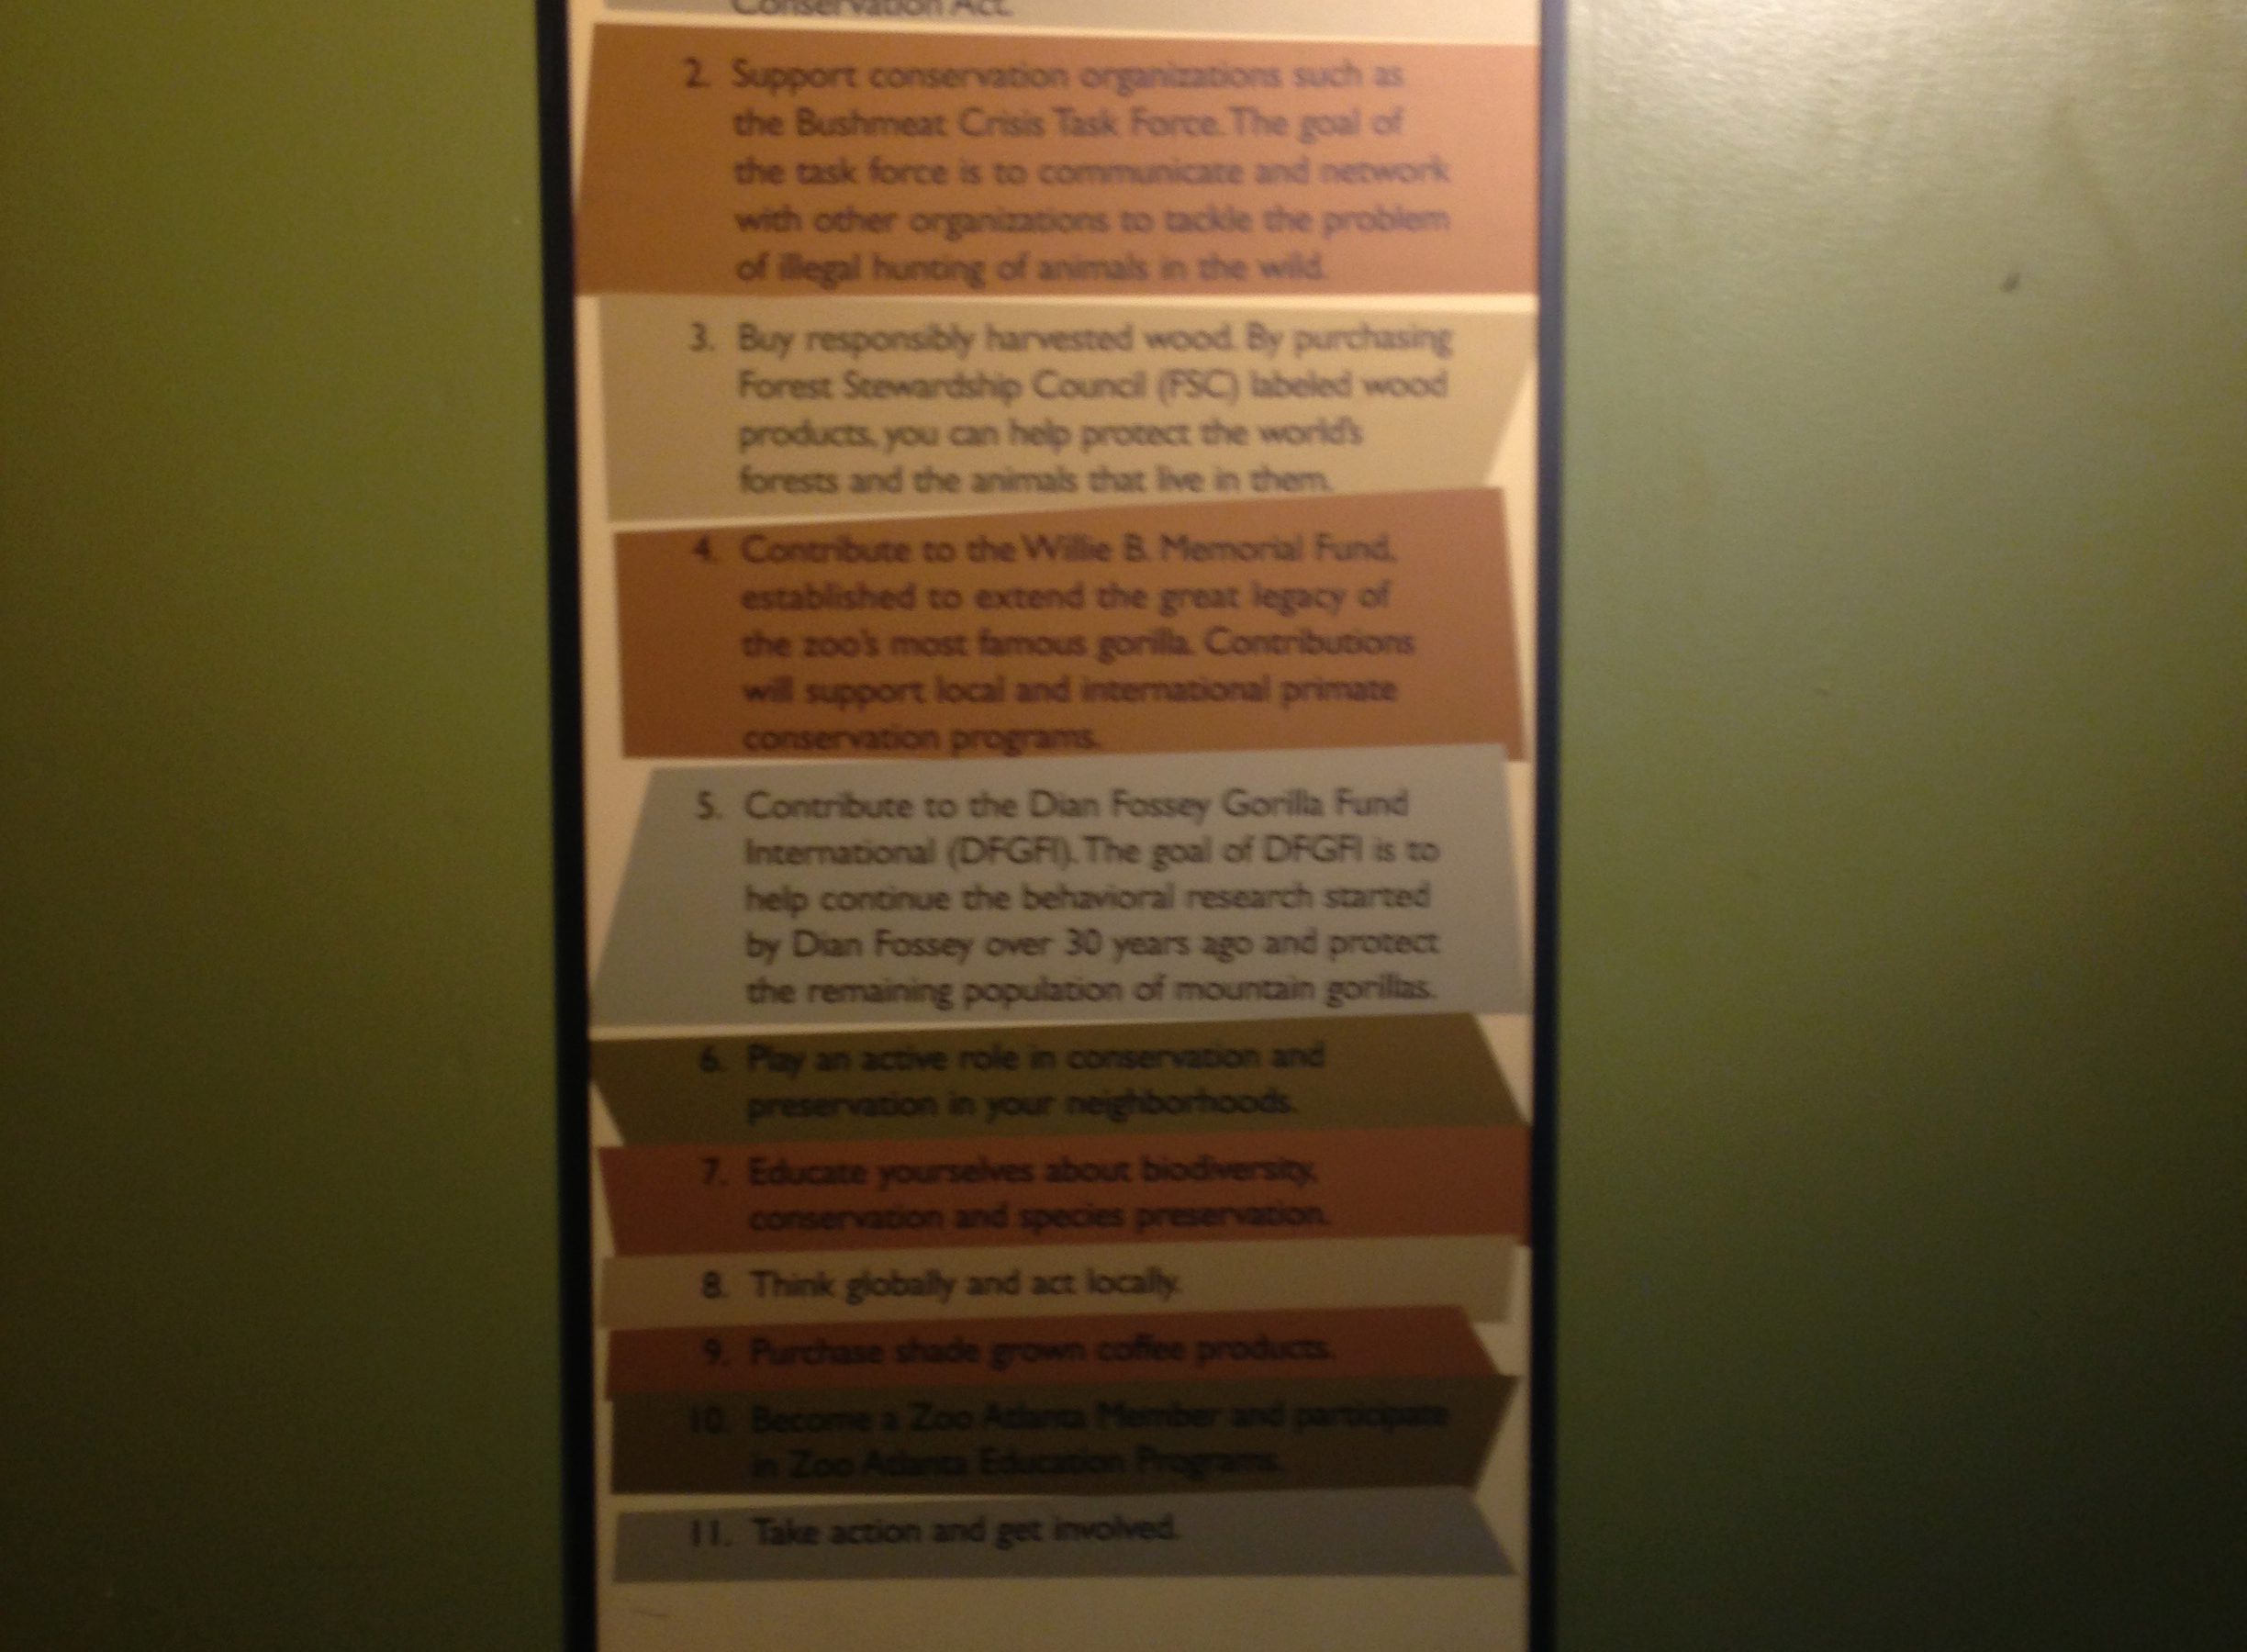 Conservation Act.
2. Support conservation organizations such as
the Bushmeat Crisis Task Force. The goal of
the task force is to communicate and network
with other organizations to tackle the problem
of illegal hunting of animals in the wild.
3. Buy responsibly harvested wood. By purchasing
Forest Stewardship Council (FSC) labeled wood
products, you can help protect the world's
forests and the animals that live in them.
4. Contribute to the Willie B. Memorial Fund,
established to extend the great legacy of
the zoo's most famous gorilla. Contributions
will support local and international primate
conservation programs.
5. Contribute to the Dian Fossey Gorilla Fund
International (DFGFI). The goal of DFGFI is to
help continue the behavioral research started
by Dian Fossey over 30 years ago and protect
the remaining population of mountain gorillas.
6. Play an active role in conservation and
preservation in your neighborhoods.
7. Educate yourselves about biodiversity,
conservation and species preservation.
8. Think globally and act locally.
9. Purchase shade grown coffee products.
10. Become a Zoo Atlanta Member and participate
in Zoo Atlanta Education Programs.
11. Take action and get involved.